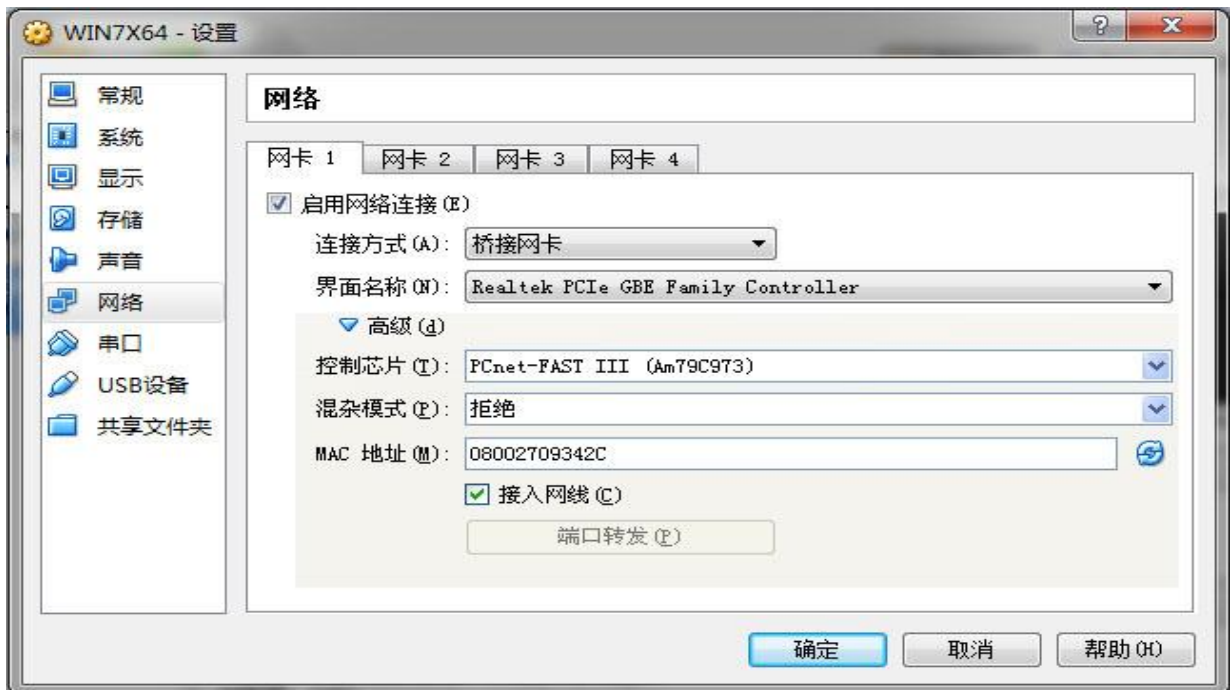 WIN7X64 - 设置
?
X
常规
系统
显示
存储
声音
网络
串口
USB设备
共享文件夹
网络
网卡 1
网卡 2
网卡 3
网卡 4
启用网络连接(E)
连接方式(A): 桥接网卡
界面名称(N): Realtek PCIe GBE Family Controller
高级(d)
控制芯片(T): PCnet-FAST III (Am79C973)
混杂模式(P): 拒绝
MAC 地址(M): 08002709342C
接入网线(C)
端口转发(P)
确定
取消
帮助(H)